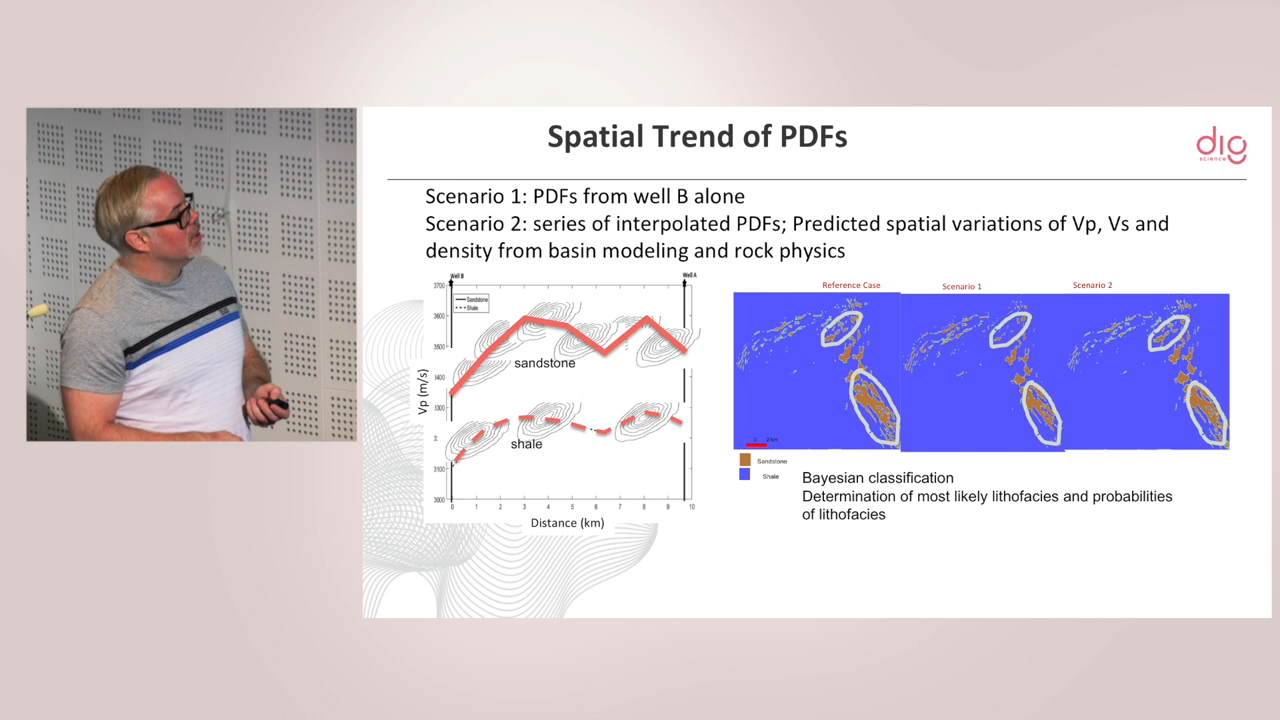 Spatial Trend of PDFs
dig
science
Scenario 1: PDFs from well B alone
Scenario 2: series of interpolated PDFs; Predicted spatial variations of Vp, Vs and
density from basin modeling and rock physics
Well B
Well A
3700
3600
3500
3400
3300
3100
3000
Sandstone
Shale
sandstone
shale
Vp (m/s)
0 1 2 3 4 5 6 7 8 9 10
Distance (km)
Reference Case
Scenario 1
Scenario 2
0 2 km
Sandstone
Shale
Bayesian classification
Determination of most likely lithofacies and probabilities
of lithofacies